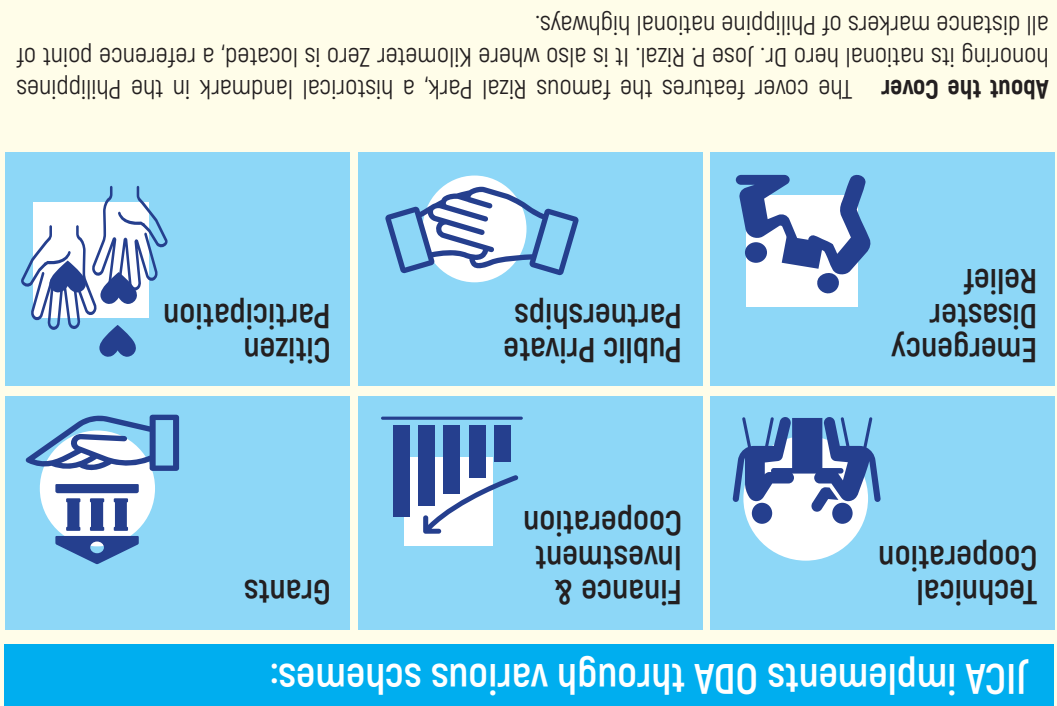 JICA implements ODA through various schemes:
Technical
Cooperation
Finance &
Investment
Cooperation
Grants
Emergency
Disaster
Relief
Public Private
Partnerships
Citizen
Participation
About the Cover The cover features the famous Rizal Park, a historical landmark in the Philippines
honoring its national hero Dr. Jose P. Rizal. It is also where Kilometer Zero is located, a reference point of
all distance markers of Philippine national highways.